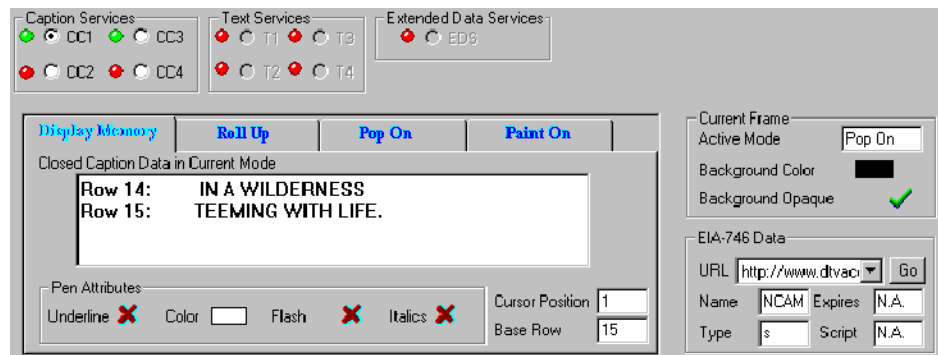 Caption Services
CC1 CC3
CC2 CC4
Text Services
T1 T3
T2 T4
Extended Data Services
EDS
Display Memory Roll Up Pop On Paint On
Closed Caption Data in Current Mode
Row 14: IN A WILDERNESS
Row 15: TEEMING WITH LIFE.
Pen Attributes
Underline Color Flash Italics
Cursor Position 1
Base Row 15
Current Frame
Active Mode Pop On
Background Color
Background Opaque
EIA-746 Data
URL http://www.dtvacc Go
Name NCAM Expires N.A.
Type s Script N.A.